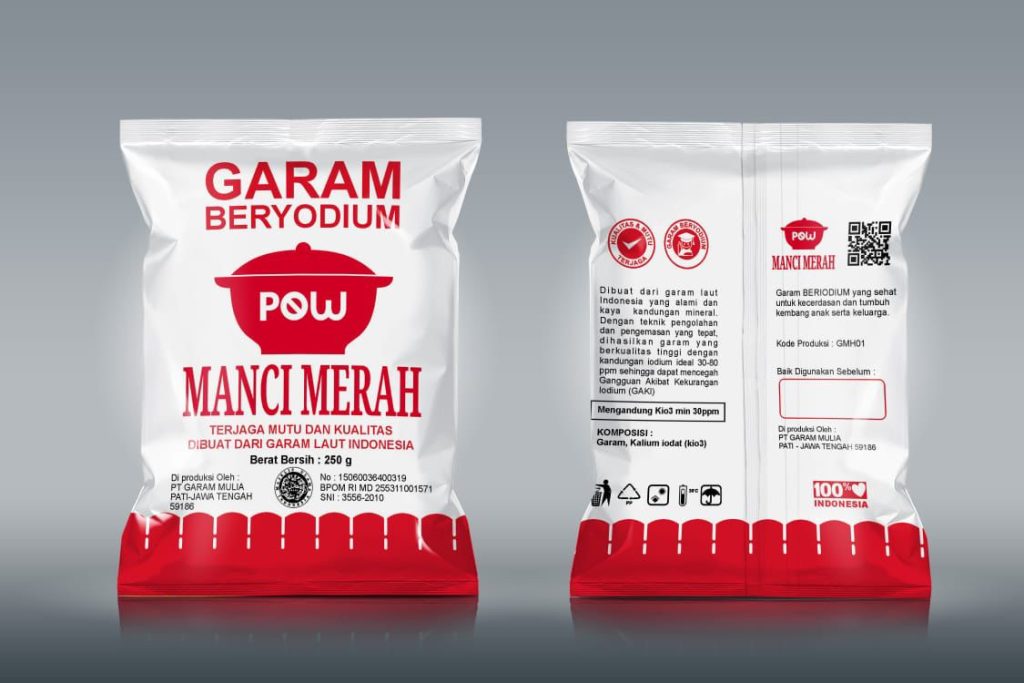 GARAM
BERYODIUM
POW
MANCI MERAH
TERJAGA MUTU DAN KUALITAS
DIBUAT DARI GARAM LAUT INDONESIA
Berat Bersih : 250 g
Di produksi Oleh :
PT GARAM MULIA
PATI-JAWA TENGAH
59186
No : 15060036400319
BPOM RI MD 255311001571
SNI : 3556-2010
KUALITAS & MUTU
TERJAGA
GARAM BERYODIUM
Dibuat dari garam laut
Indonesia yang alami dan
kaya kandungan mineral.
Dengan teknik pengolahan
dan pengemasan yang tepat,
dihasilkan garam yang
berkualitas tinggi dengan
kandungan iodium ideal 30-80
ppm sehingga dapat mencegah
Gangguan Akibat Kekurangan
Iodium (GAKI)
Mengandung Kio3 min 30ppm
KOMPOSISI :
Garam, Kalium iodat (kio3)
PP
POW
MANCI MERAH
Garam BERIODIUM yang sehat
untuk kecerdasan dan tumbuh
kembang anak serta keluarga.
Kode Produksi : GMH01
Baik Digunakan Sebelum :
Di produksi Oleh :
PT GARAM MULIA
PATI - JAWA TENGAH 59186
100%
INDONESIA